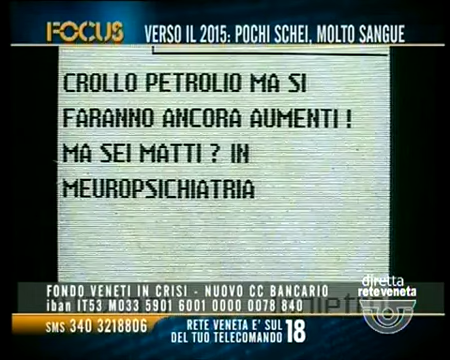 FOCUS
VERSO IL 2015: POCHI SCHEI, MOLTO SANGUE
CROLLO PETROLIO MA SI
FARANNO ANCORA AUMENTI !
MA SEI MATTI ? IN
MEUROPSICHIATRIA
FONDO VENETI IN CRISI - NUOVO CC BANCARIO
iban IT53 M033 5901 6001 0000 0078 840
diretta
reteveneta
SMS 340 3218806
RETE VENETA E' SUL
DEL TUO TELECOMANDO 18